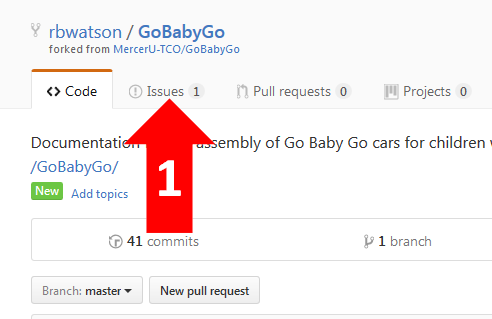 rbwatson / GoBabyGo
forked from MercerU-TCO/GoBabyGo
Code Issues 1 Pull requests 0 Projects 0
Documentation assembly of Go Baby Go cars for children
/GoBabyGo/
1
New Add topics
41 commits 1 branch
Branch: master New pull request